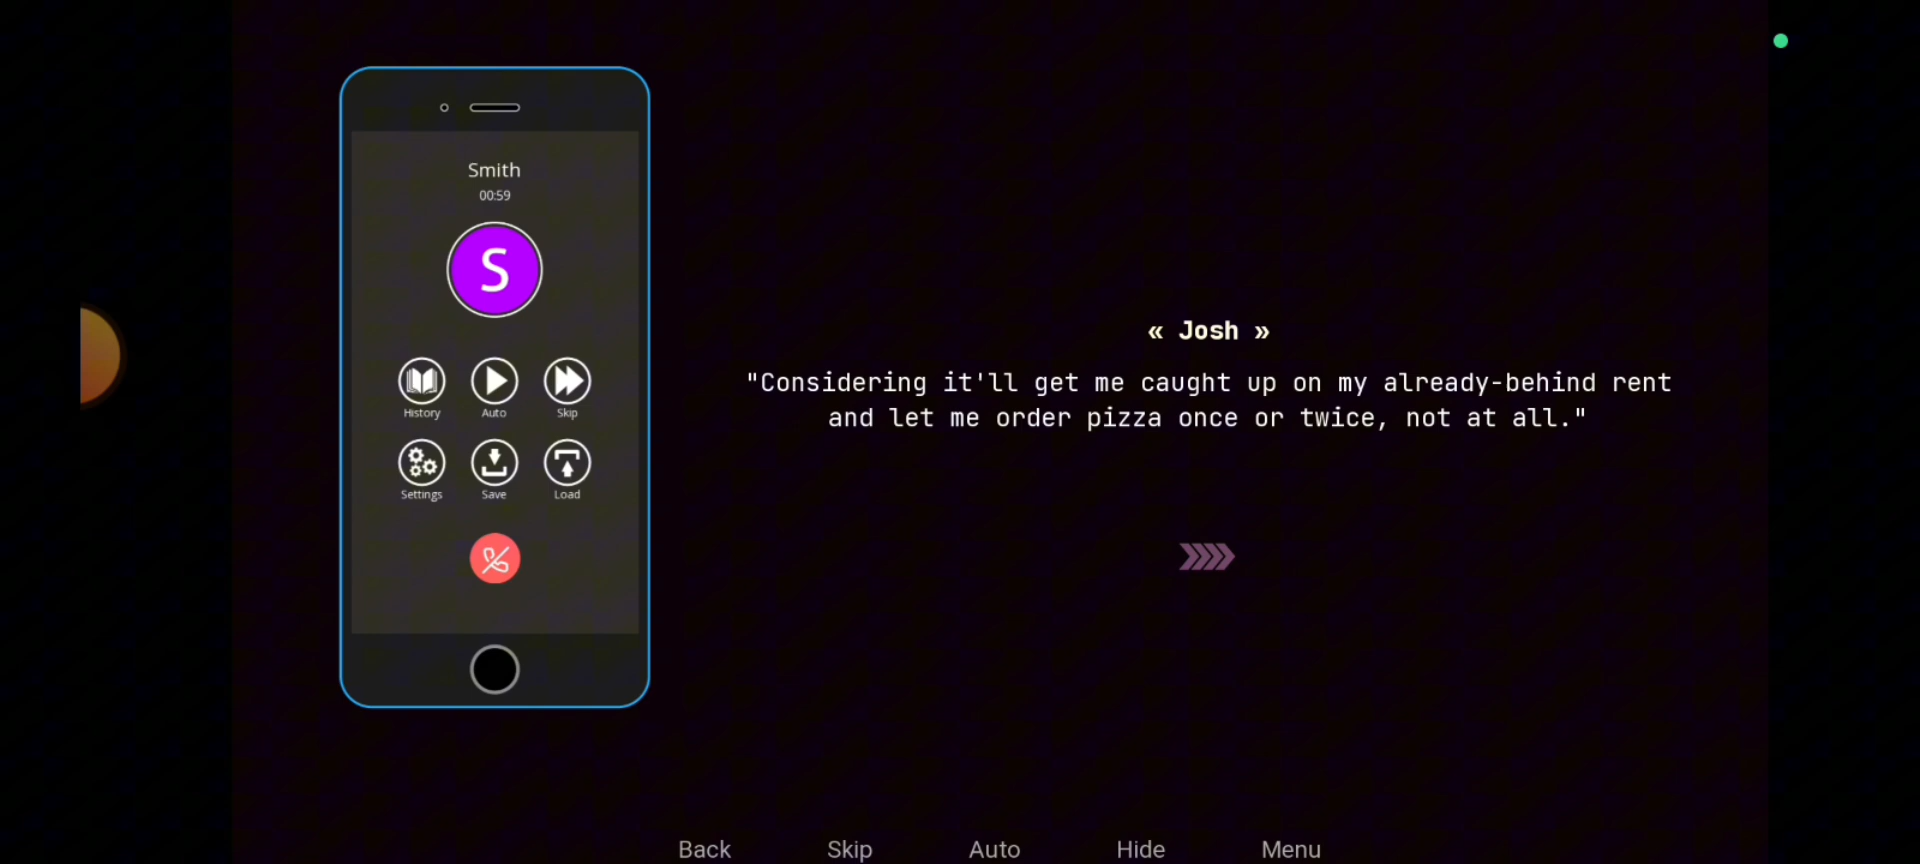 Smith
00:59
S
History Auto Skip
Settings Save Load
« Josh »
"Considering it'll get me caught up on my already-behind rent
and let me order pizza once or twice, not at all."
Back Skip Auto Hide Menu